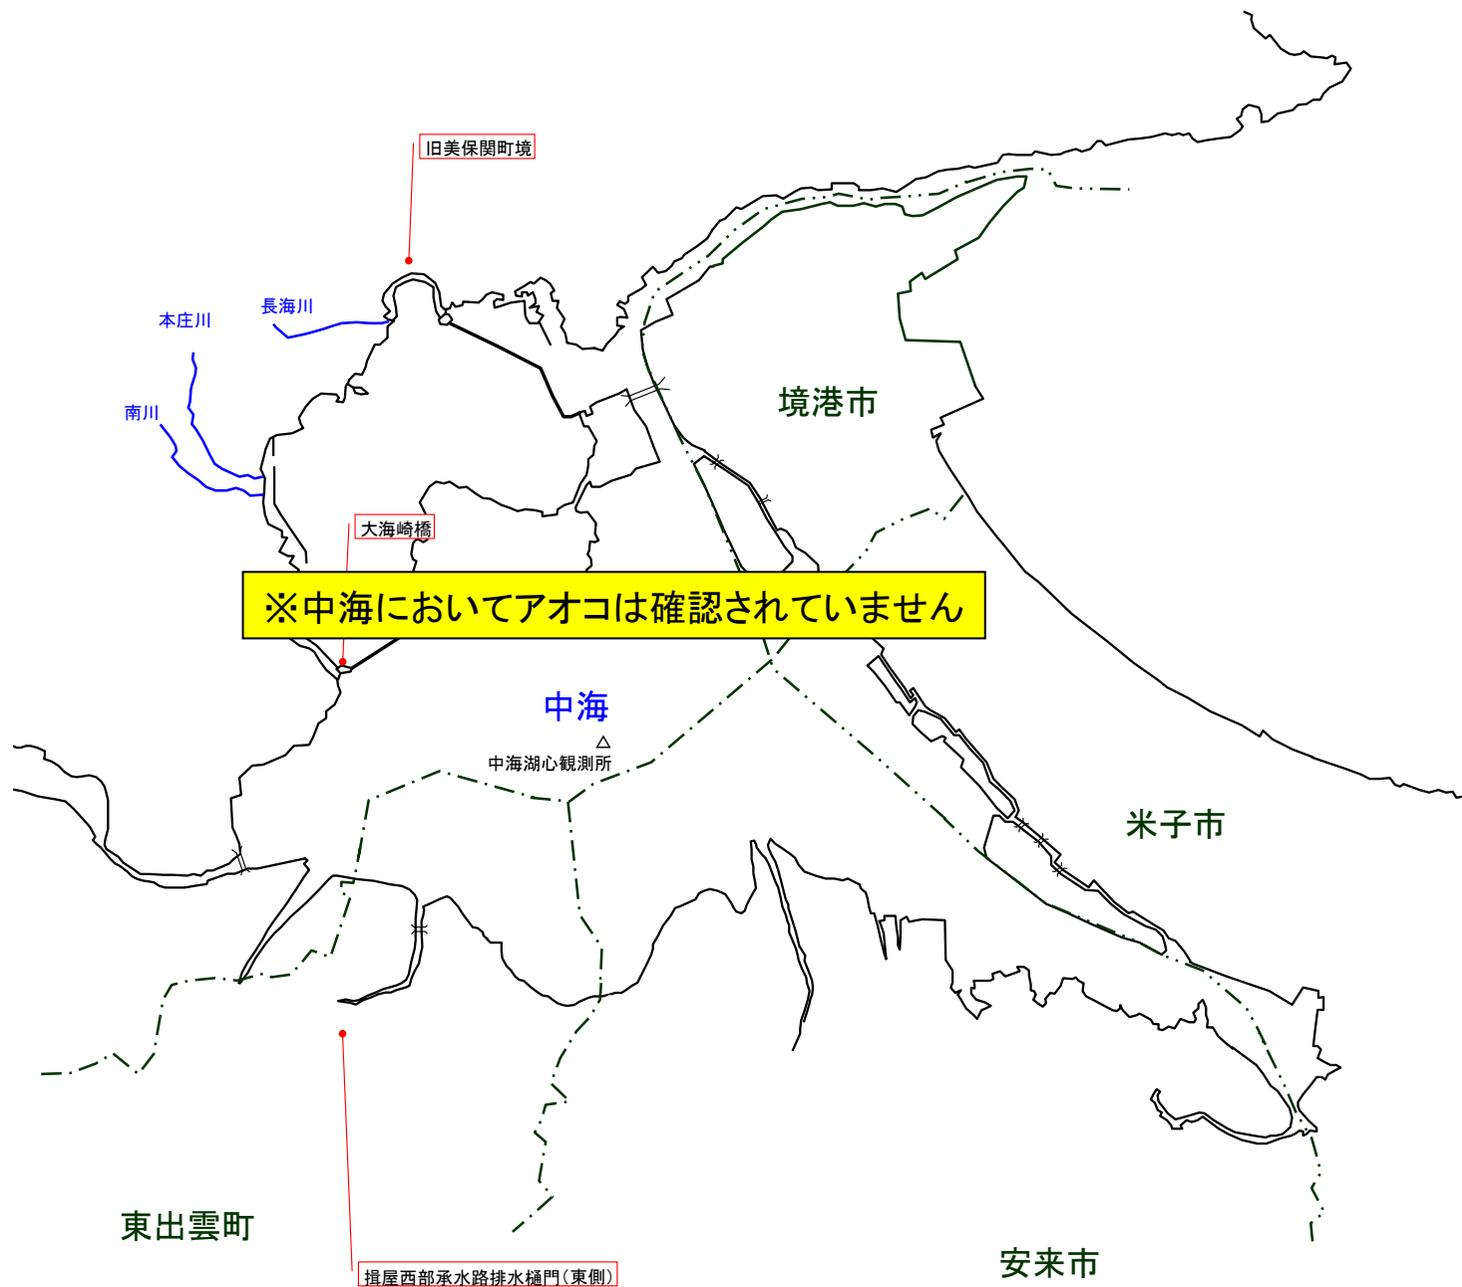 旧美保関町境
長海川
本庄川
南川
境港市
大海崎橋
※中海においてアオコは確認されていません
中海
△
中海湖心観測所
米子市
東出雲町
安来市
揖屋西部承水路排水樋門(東側)